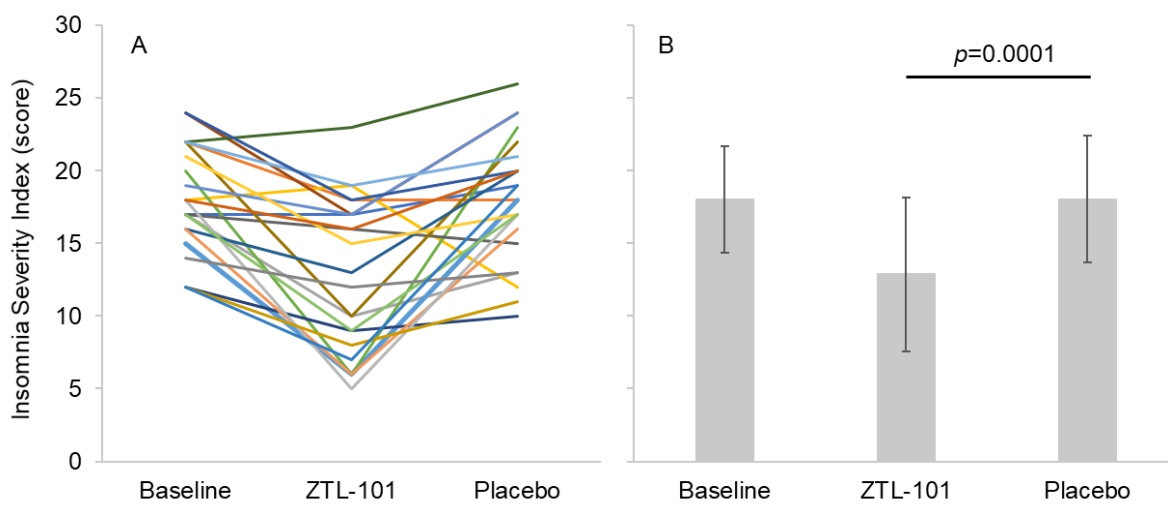 Insomnia Severity Index (score)
30
25
20
15
10
5
0
A
Baseline ZTL-101 Placebo
B
p=0.0001
Baseline ZTL-101 Placebo